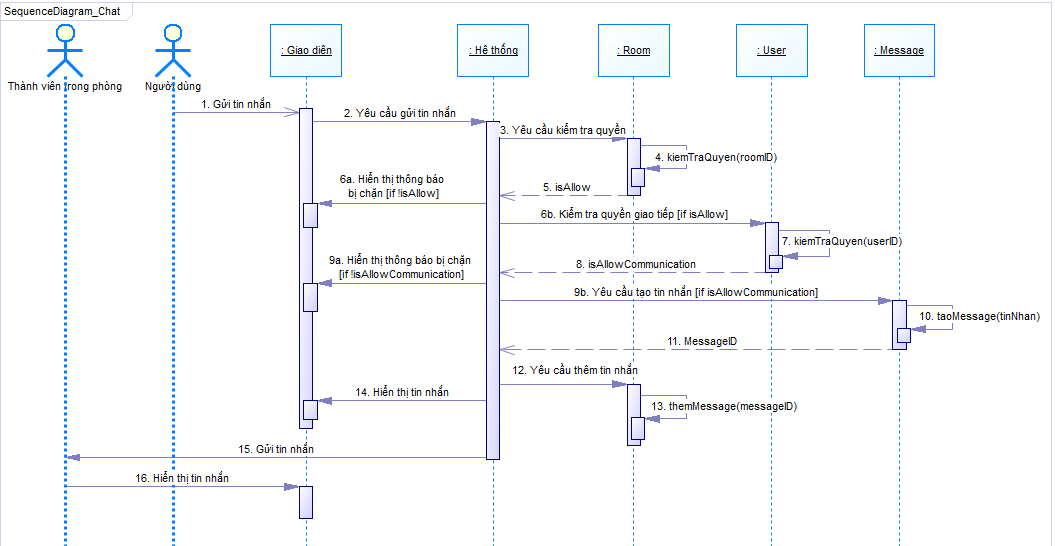 SequenceDiagram_Chat
Thành viên trong phòng
Người dùng
: Giao diên
: Hê thống
: Room
: User
: Message
1. Gửi tin nhắn
2. Yêu cầu gửi tin nhắn
3. Yêu cầu kiểm tra quyền
4. kiemTraQuyen(roomID)
5. isAllow
6a. Hiển thị thông báo
bị chặn [if !isAllow]
6b. Kiểm tra quyền giao tiếp [if isAllow]
7. kiemTraQuyen(userID)
8. isAllowCommunication
9a. Hiển thị thông báo bị chặn
[if !isAllowCommunication]
9b. Yêu cầu tạo tin nhắn [if isAllowCommunication]
10. taoMessage(tinNhan)
11. MessageID
12. Yêu cầu thêm tin nhắn
14. Hiển thị tin nhắn
13. themMessage(messageID)
15. Gửi tin nhắn
16. Hiển thị tin nhắn